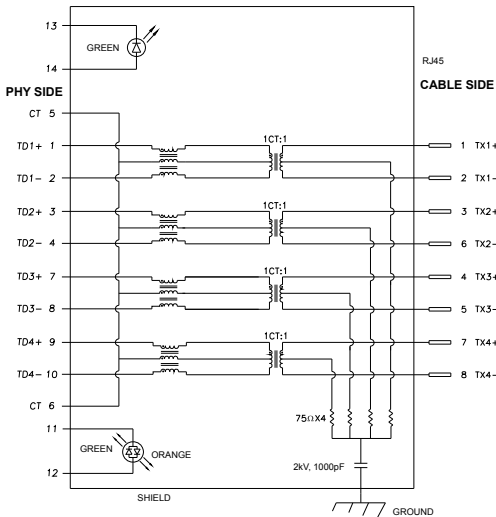 13
GREEN
14
RJ45
PHY SIDE
CABLE SIDE
CT 5
1CT:1
TD1+ 1
1 TX1+
TD1- 2
2 TX1-
1CT:1
TD2+ 3
3 TX2+
TD2- 4
6 TX2-
1CT:1
TD3+ 7
4 TX3+
TD3- 8
5 TX3-
1CT:1
TD4+ 9
7 TX4+
TD4- 10
8 TX4-
CT 6
75ΩX4
11
GREEN
ORANGE
12
2kV, 1000pF
SHIELD
GROUND